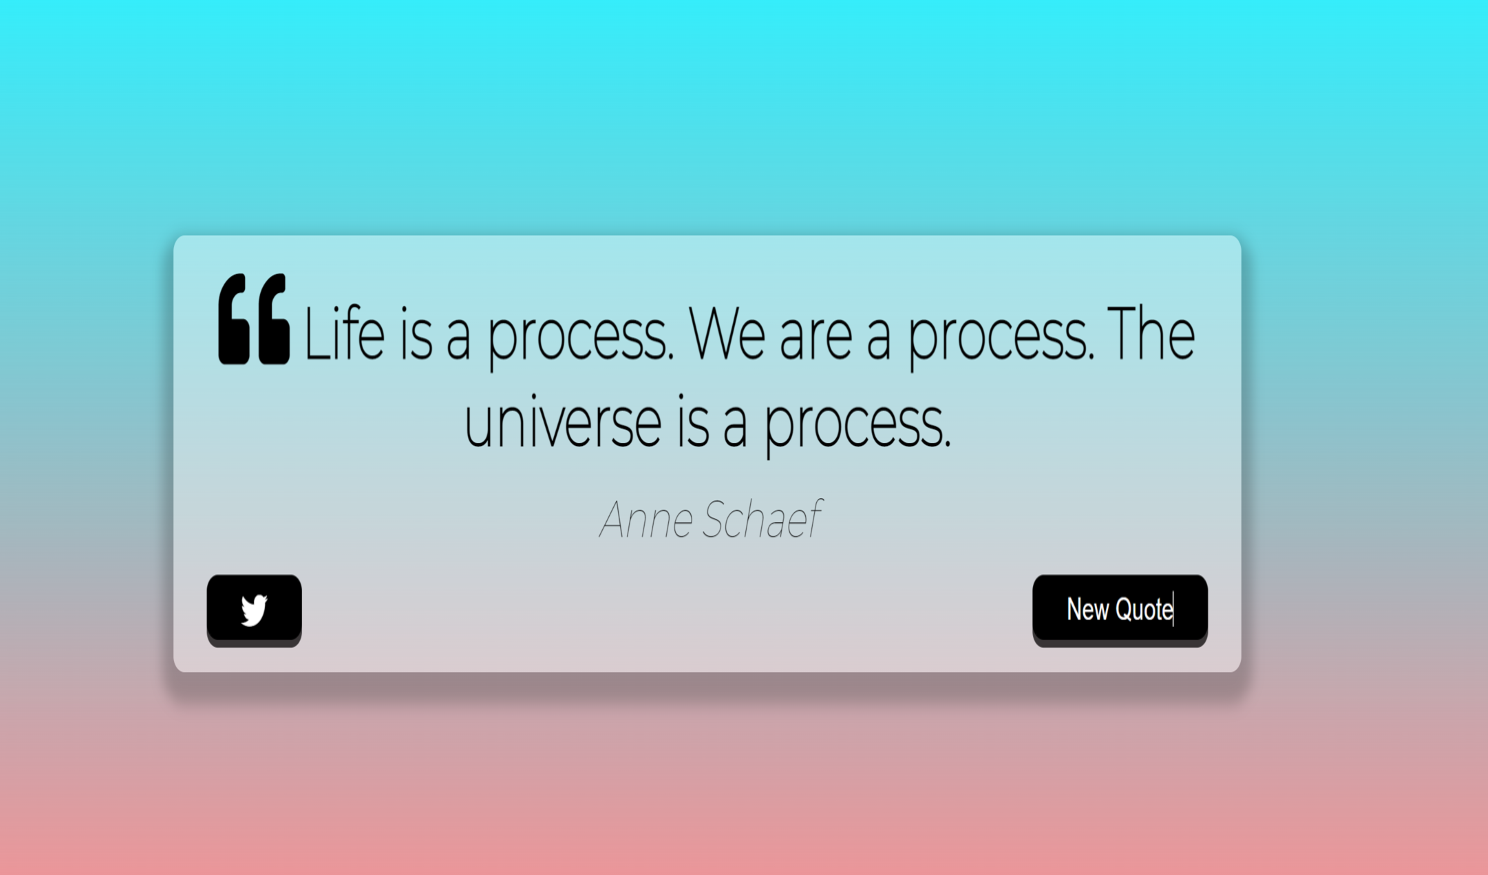 Life is a process. We are a process. The
universe is a process.
Anne Schaef
New Quote